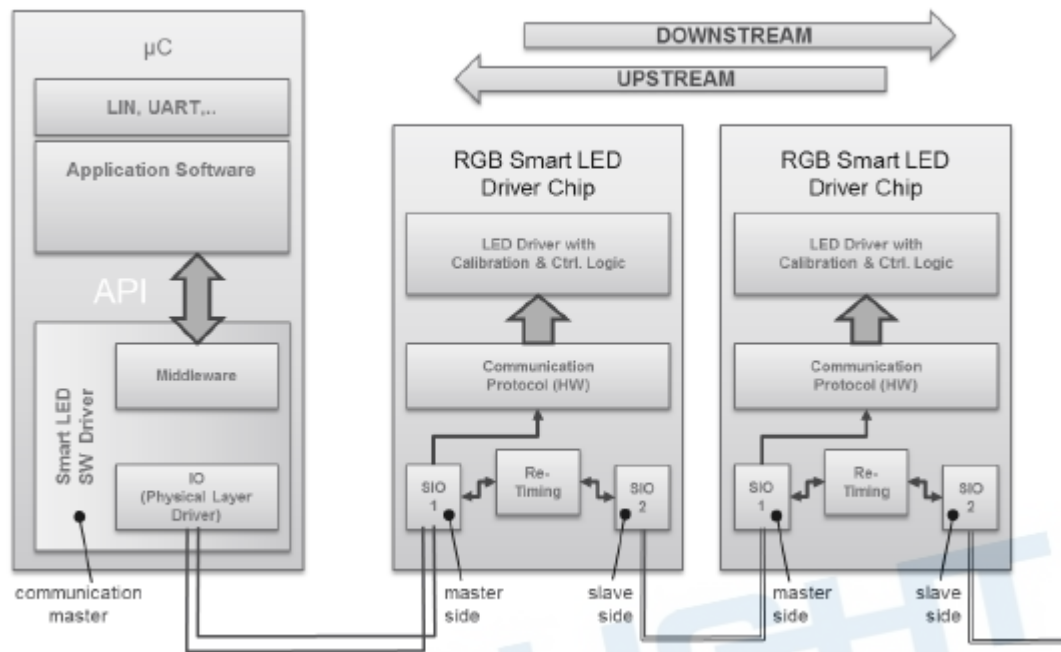 µC
LIN, UART,..
Application Software
API
Middleware
Smart LED
SW Driver
IO
(Physical Layer
Driver)
communication
master
DOWNSTREAM
UPSTREAM
RGB Smart LED
Driver Chip
LED Driver with
Calibration & Ctrl. Logic
Communication
Protocol (HW)
SIO
1
Re-
Timing
SIO
2
master
side
slave
side
RGB Smart LED
Driver Chip
LED Driver with
Calibration & Ctrl. Logic
Communication
Protocol (HW)
SIO
1
Re-
Timing
SIO
2
master
side
slave
side